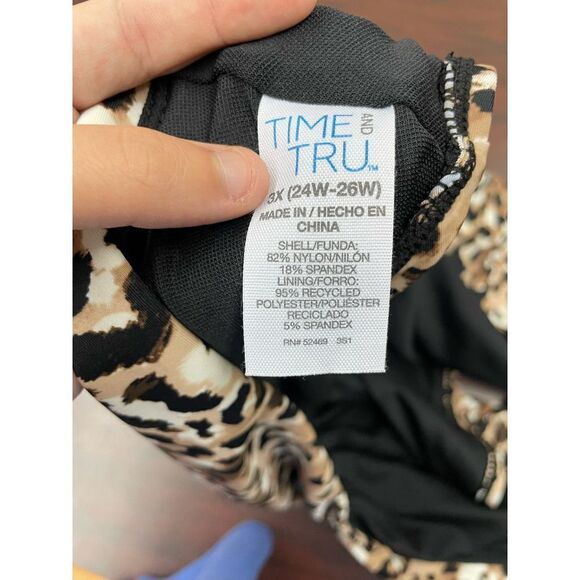 TIME AND
TRU™
3X (24W-26W)
MADE IN / HECHO EN
CHINA
SHELL/FUNDA:
82% NYLON/NILÓN
18% SPANDEX
LINING/FORRO:
95% RECYCLED
POLYESTER/POLIÉSTER
RECICLADO
5% SPANDEX
RN# 52469 3S1